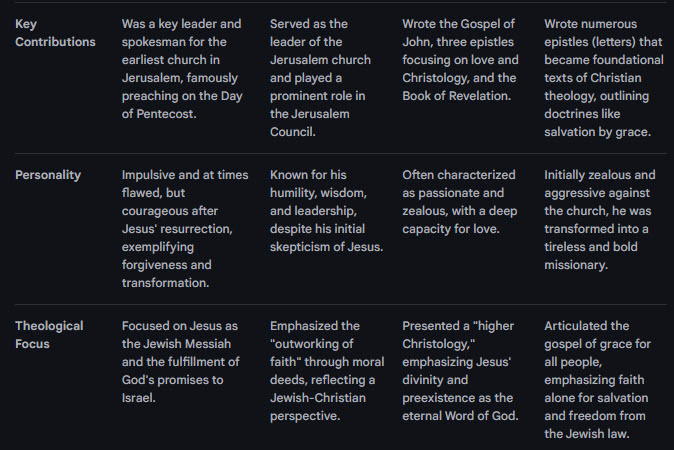 Key
Contributions
Was a key leader and
spokesman for the
earliest church in
Jerusalem, famously
preaching on the Day
of Pentecost.
Served as the
leader of the
Jerusalem church
and played a
prominent role in
the Jerusalem
Council.
Wrote the Gospel of
John, three epistles
focusing on love and
Christology, and the
Book of Revelation.
Wrote numerous
epistles (letters) that
became foundational
texts of Christian
theology, outlining
doctrines like
salvation by grace.
Personality
Impulsive and at times
flawed, but
courageous after
Jesus' resurrection,
exemplifying
forgiveness and
transformation.
Known for his
humility, wisdom,
and leadership,
despite his initial
skepticism of Jesus.
Often characterized
as passionate and
zealous, with a deep
capacity for love.
Initially zealous and
aggressive against
the church, he was
transformed into a
tireless and bold
missionary.
Theological
Focus
Focused on Jesus as
the Jewish Messiah
and the fulfillment of
God's promises to
Israel.
Emphasized the
"outworking of
faith" through moral
deeds, reflecting a
Jewish-Christian
perspective.
Presented a "higher
Christology,"
emphasizing Jesus'
divinity and
preexistence as the
eternal Word of God.
Articulated the
gospel of grace for
all people,
emphasizing faith
alone for salvation
and freedom from
the Jewish law.